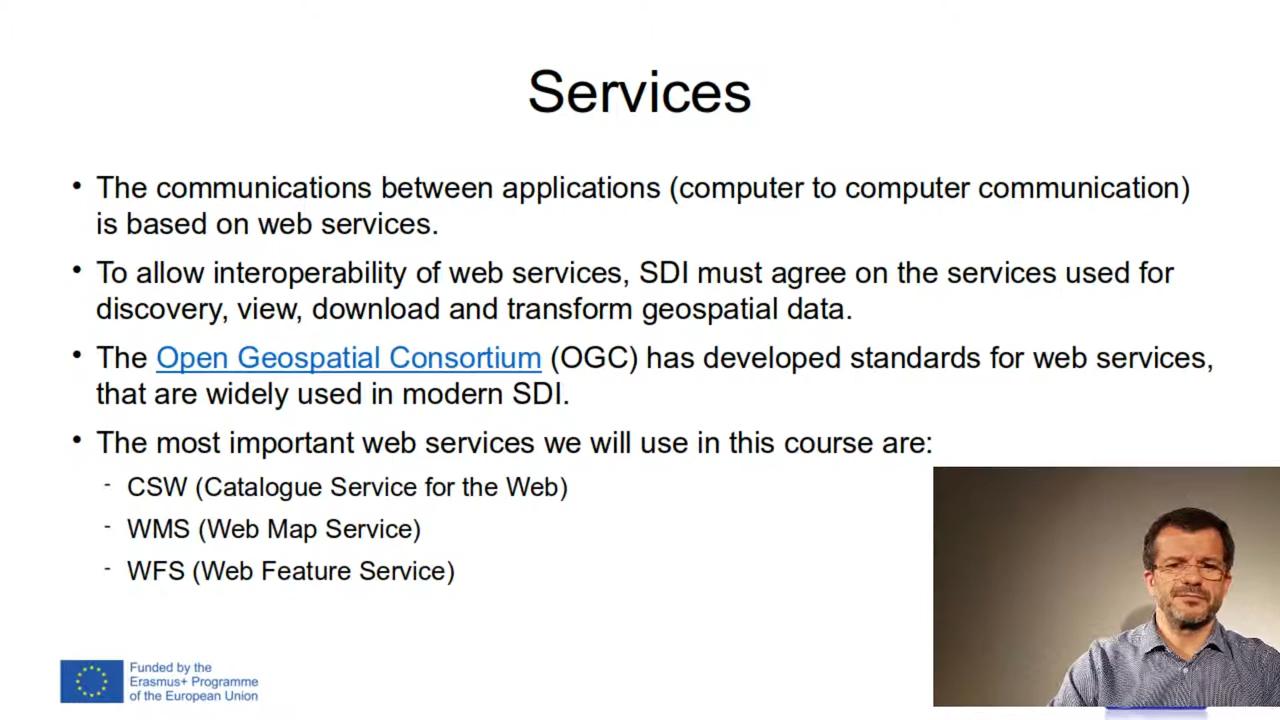 Services
• The communications between applications (computer to computer communication)
is based on web services.
• To allow interoperability of web services, SDI must agree on the services used for
discovery, view, download and transform geospatial data.
• The Open Geospatial Consortium (OGC) has developed standards for web services,
that are widely used in modern SDI.
• The most important web services we will use in this course are:
- CSW (Catalogue Service for the Web)
- WMS (Web Map Service)
- WFS (Web Feature Service)
Funded by the
Erasmus+ Programme
of the European Union